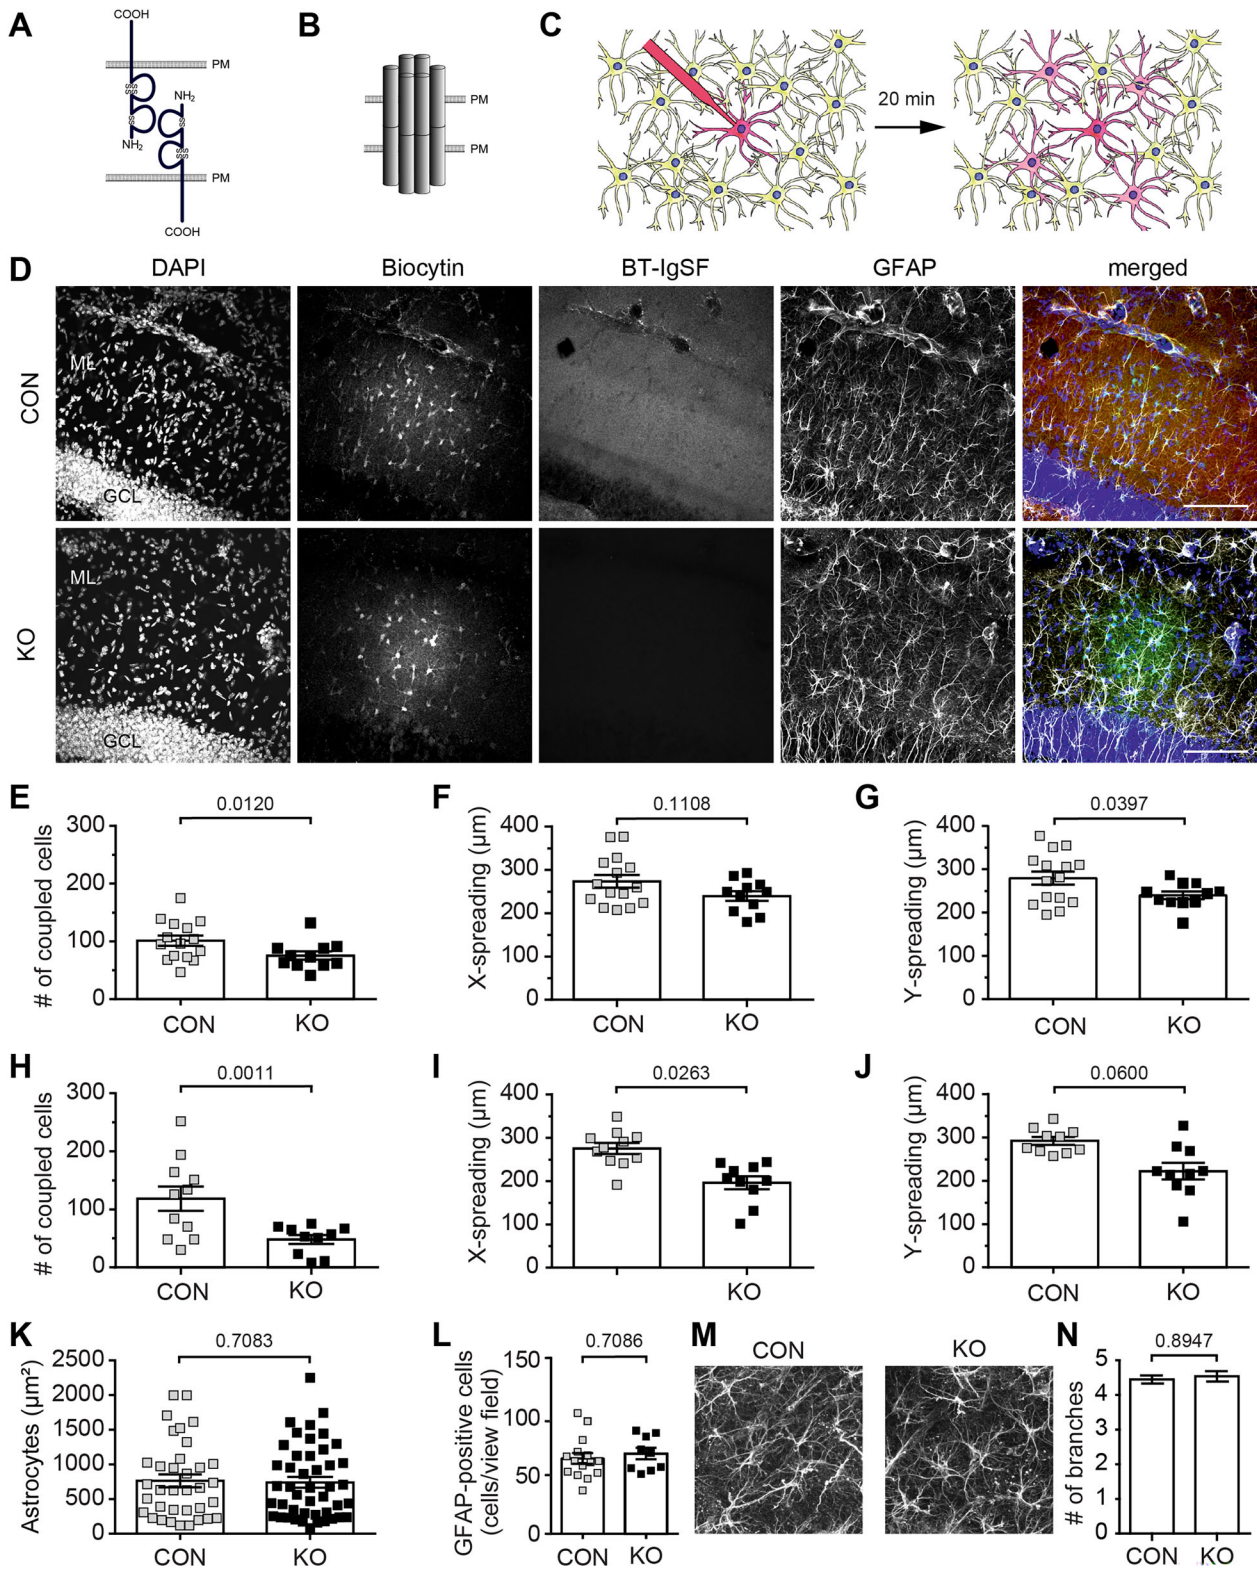 A
COOH
PM
SS
NH₂
SS
SS
NH₂
SS
PM
COOH
B
PM
PM
C
20 min
D
DAPI
Biocytin
BT-IgSF
GFAP
merged
CON
ML
GCL
KO
ML
GCL
E
0.0120
# of coupled cells
300
200
100
0
CON
KO
F
0.1108
X-spreading (µm)
400
300
200
100
0
CON
KO
G
0.0397
Y-spreading (µm)
400
300
200
100
0
CON
KO
H
0.0011
# of coupled cells
300
200
100
0
CON
KO
I
0.0263
X-spreading (µm)
400
300
200
100
0
KO
J
0.0600
Y-spreading (µm)
400
300
200
100
0
CON
KO
K
0.7083
Astrocytes (µm²)
2500
2000
1500
1000
500
0
CON
KO
L
0.7086
GFAP-positive cells
(cells/view field)
150
100
50
0
CON
KO
M
CON
KO
N
0.8947
# of branches
5
4
3
2
1
0
CON
KO